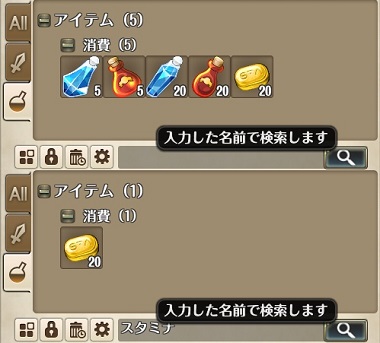 All
アイテム (5)
消費 (5)
5
5
20
20
20
入力した名前で検索します
All
アイテム (1)
消費 (1)
20
入力した名前で検索します
スタミナ